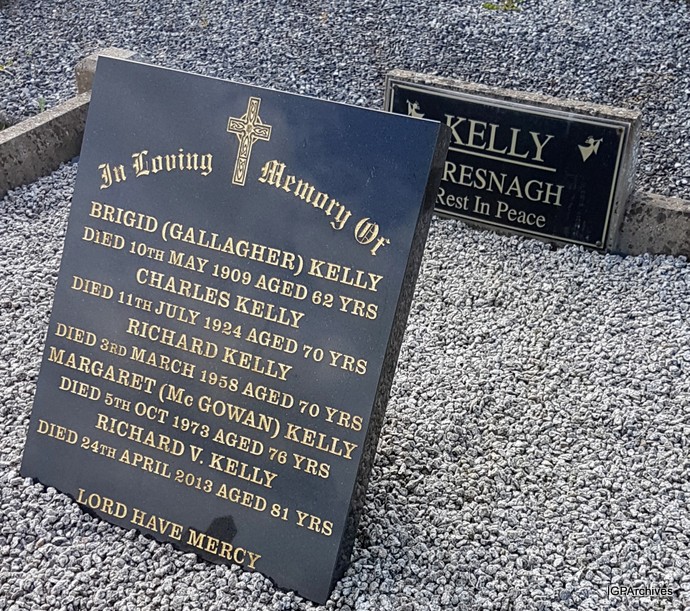 In Loving Memory Of
BRIGID (GALLAGHER) KELLY
DIED 10TH MAY 1909 AGED 62 YRS
CHARLES KELLY
DIED 11TH JULY 1924 AGED 70 YRS
RICHARD KELLY
DIED 3RD MARCH 1958 AGED 70 YRS
MARGARET (Mc GOWAN) KELLY
DIED 5TH OCT 1973 AGED 76 YRS
RICHARD V. KELLY
DIED 24TH APRIL 2013 AGED 81 YRS
LORD HAVE MERCY
KELLY
RESNAGH
Rest In Peace
IGPArchives